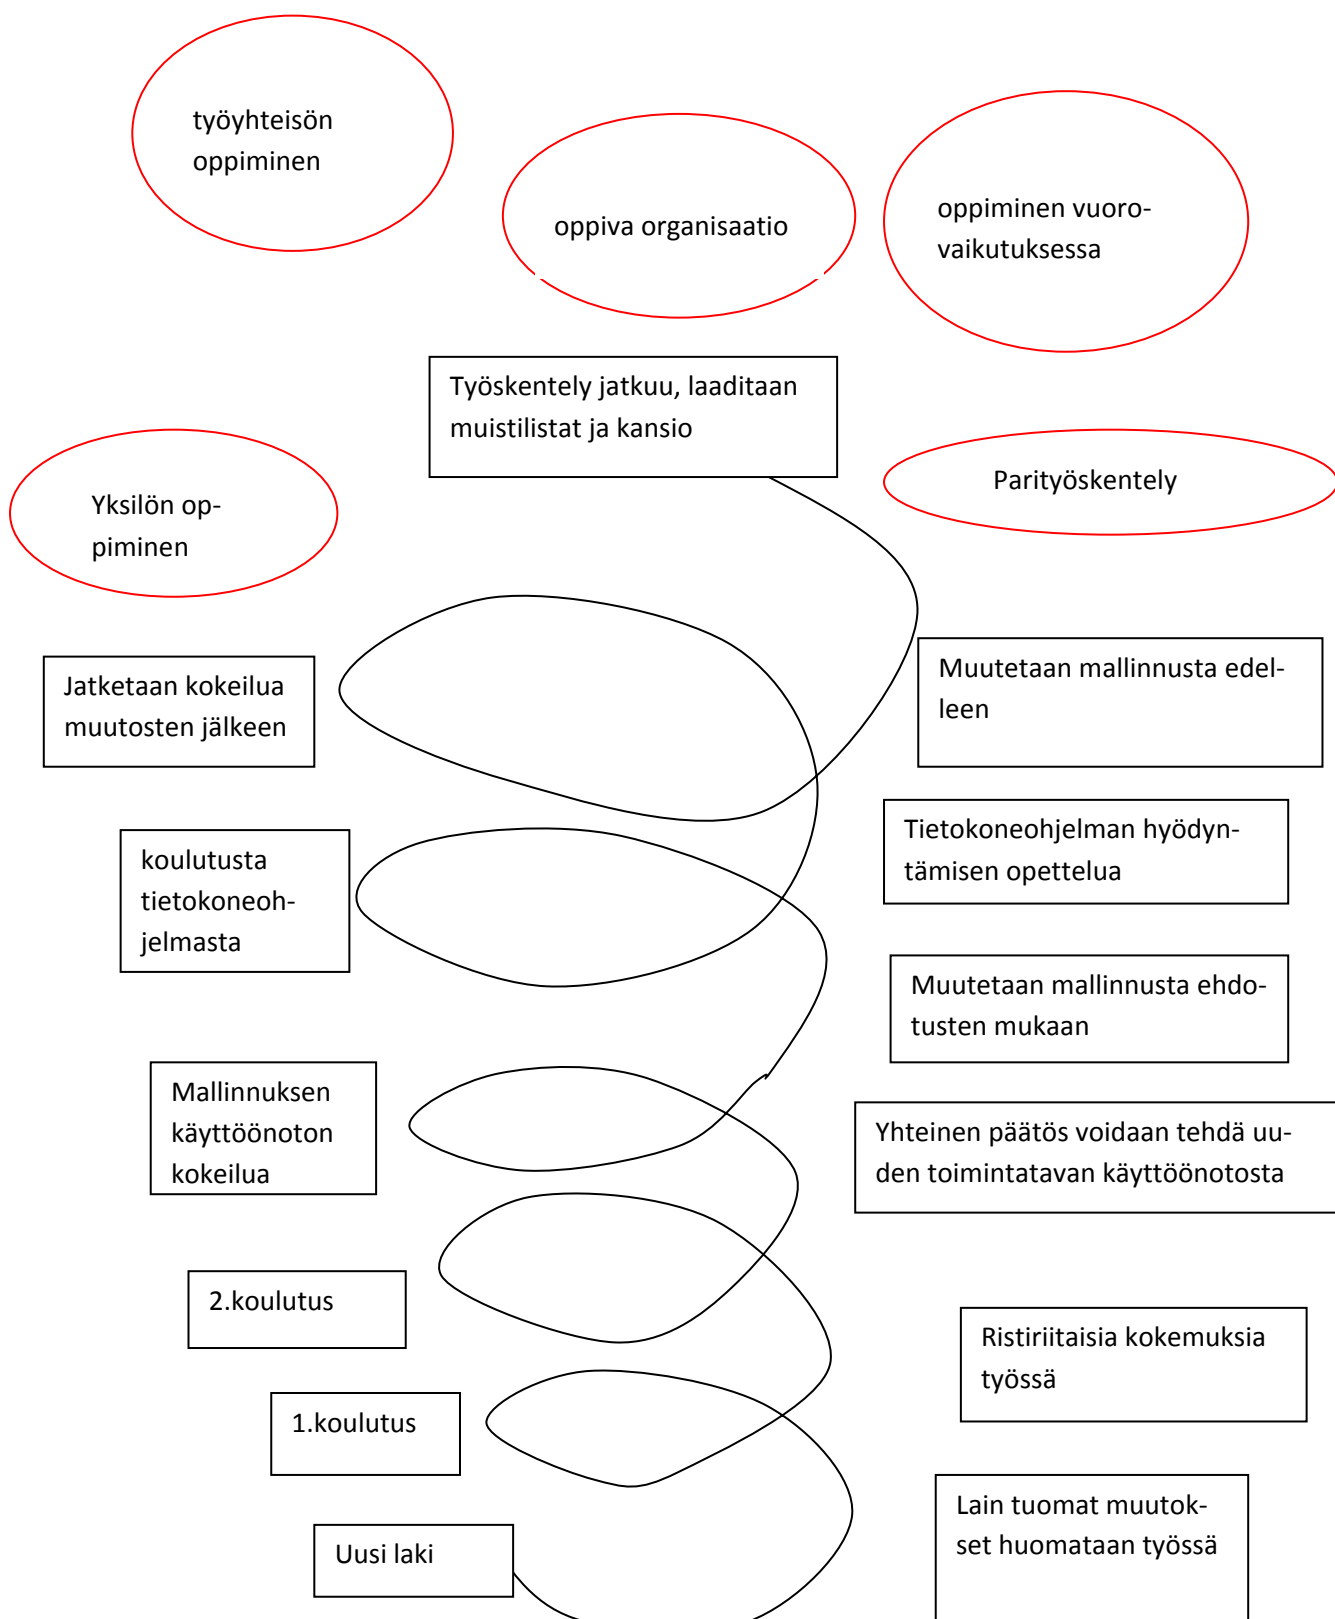 työyhteisön
oppiminen
oppiva organisaatio
oppiminen vuoro-
vaikutuksessa
Työskentely jatkuu, laaditaan
muistilistat ja kansio
Parityöskentely
Yksilön op-
piminen
Muutetaan mallinnusta edel-
leen
Jatketaan kokeilua
muutosten jälkeen
Tietokoneohjelman hyödyn-
tämisen opettelua
koulutusta
tietokoneoh-
jelmasta
Muutetaan mallinnusta ehdo-
tusten mukaan
Mallinnuksen
käyttöönoton
kokeilua
Yhteinen päätös voidaan tehdä uu-
den toimintatavan käyttöönotosta
2.koulutus
Ristiriitaisia kokemuksia
työssä
1.koulutus
Lain tuomat muutok-
set huomataan työssä
Uusi laki